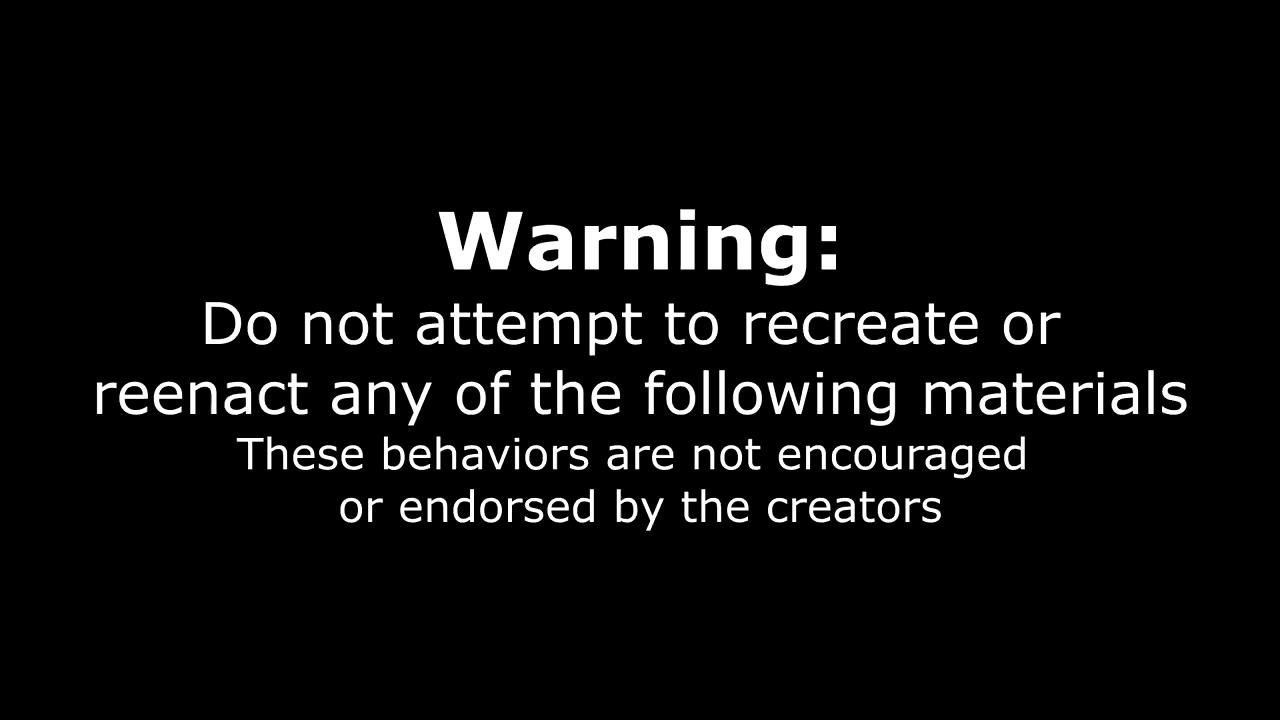 Warning:
Do not attempt to recreate or
reenact any of the following materials
These behaviors are not encouraged
or endorsed by the creators